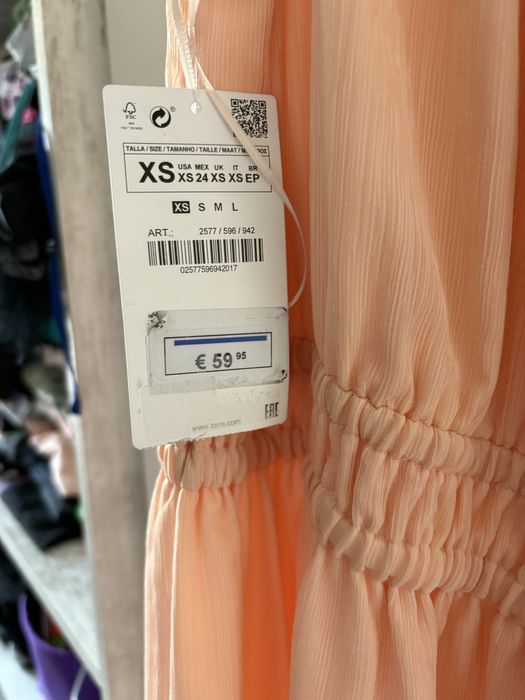 FSC
®
TALLA / SIZE / TAMANHO / TAILLE / MAAT /
XS
USA MEX UK IT BR
XS 24 XS XS EP
XS S M L
ART.: 2577 / 596 / 942
02577596942017
€ 59 95
EAC
www.zara.com